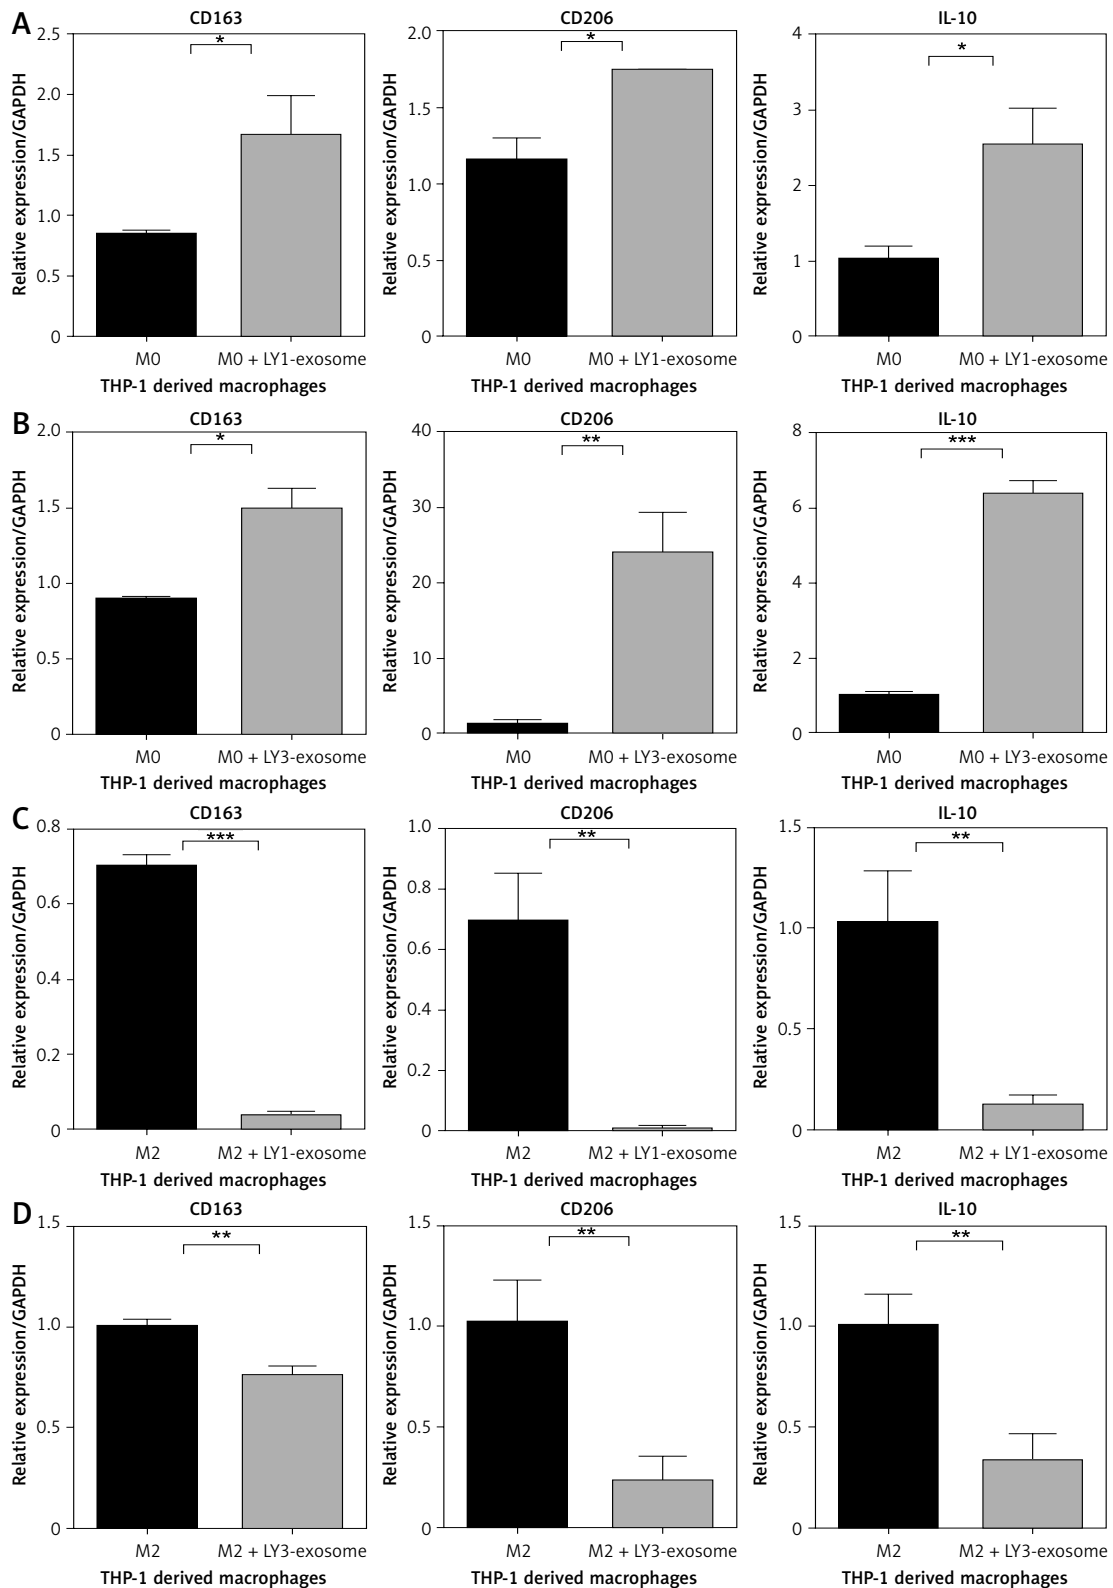 A
CD163
Relative expression/GAPDH
2.5
2.0
1.5
1.0
0.5
0
*
M0
M0 + LY1-exosome
THP-1 derived macrophages
CD206
Relative expression/GAPDH
2.0
1.5
1.0
0.5
0
*
M0
M0 + LY1-exosome
THP-1 derived macrophages
IL-10
Relative expression/GAPDH
4
3
2
1
0
*
M0
M0 + LY1-exosome
THP-1 derived macrophages
B
CD163
Relative expression/GAPDH
2.0
1.5
1.0
0.5
0
*
M0
M0 + LY3-exosome
THP-1 derived macrophages
CD206
Relative expression/GAPDH
40
30
20
10
0
**
M0
M0 + LY3-exosome
THP-1 derived macrophages
IL-10
Relative expression/GAPDH
8
6
4
2
0
***
M0
M0 + LY3-exosome
THP-1 derived macrophages
C
CD163
Relative expression/GAPDH
0.8
0.6
0.4
0.2
0
***
M2
M2 + LY1-exosome
THP-1 derived macrophages
CD206
Relative expression/GAPDH
1.0
0.8
0.6
0.4
0.2
0
**
M2
M2 + LY1-exosome
THP-1 derived macrophages
IL-10
Relative expression/GAPDH
1.5
1.0
0.5
0
**
M2
M2 + LY1-exosome
THP-1 derived macrophages
D
CD163
Relative expression/GAPDH
1.5
1.0
0.5
0
**
M2
M2 + LY3-exosome
THP-1 derived macrophages
CD206
Relative expression/GAPDH
1.5
1.0
0.5
0
**
M2
M2 + LY3-exosome
THP-1 derived macrophages
IL-10
Relative expression/GAPDH
1.5
1.0
0.5
0
**
M2
M2 + LY3-exosome
THP-1 derived macrophages